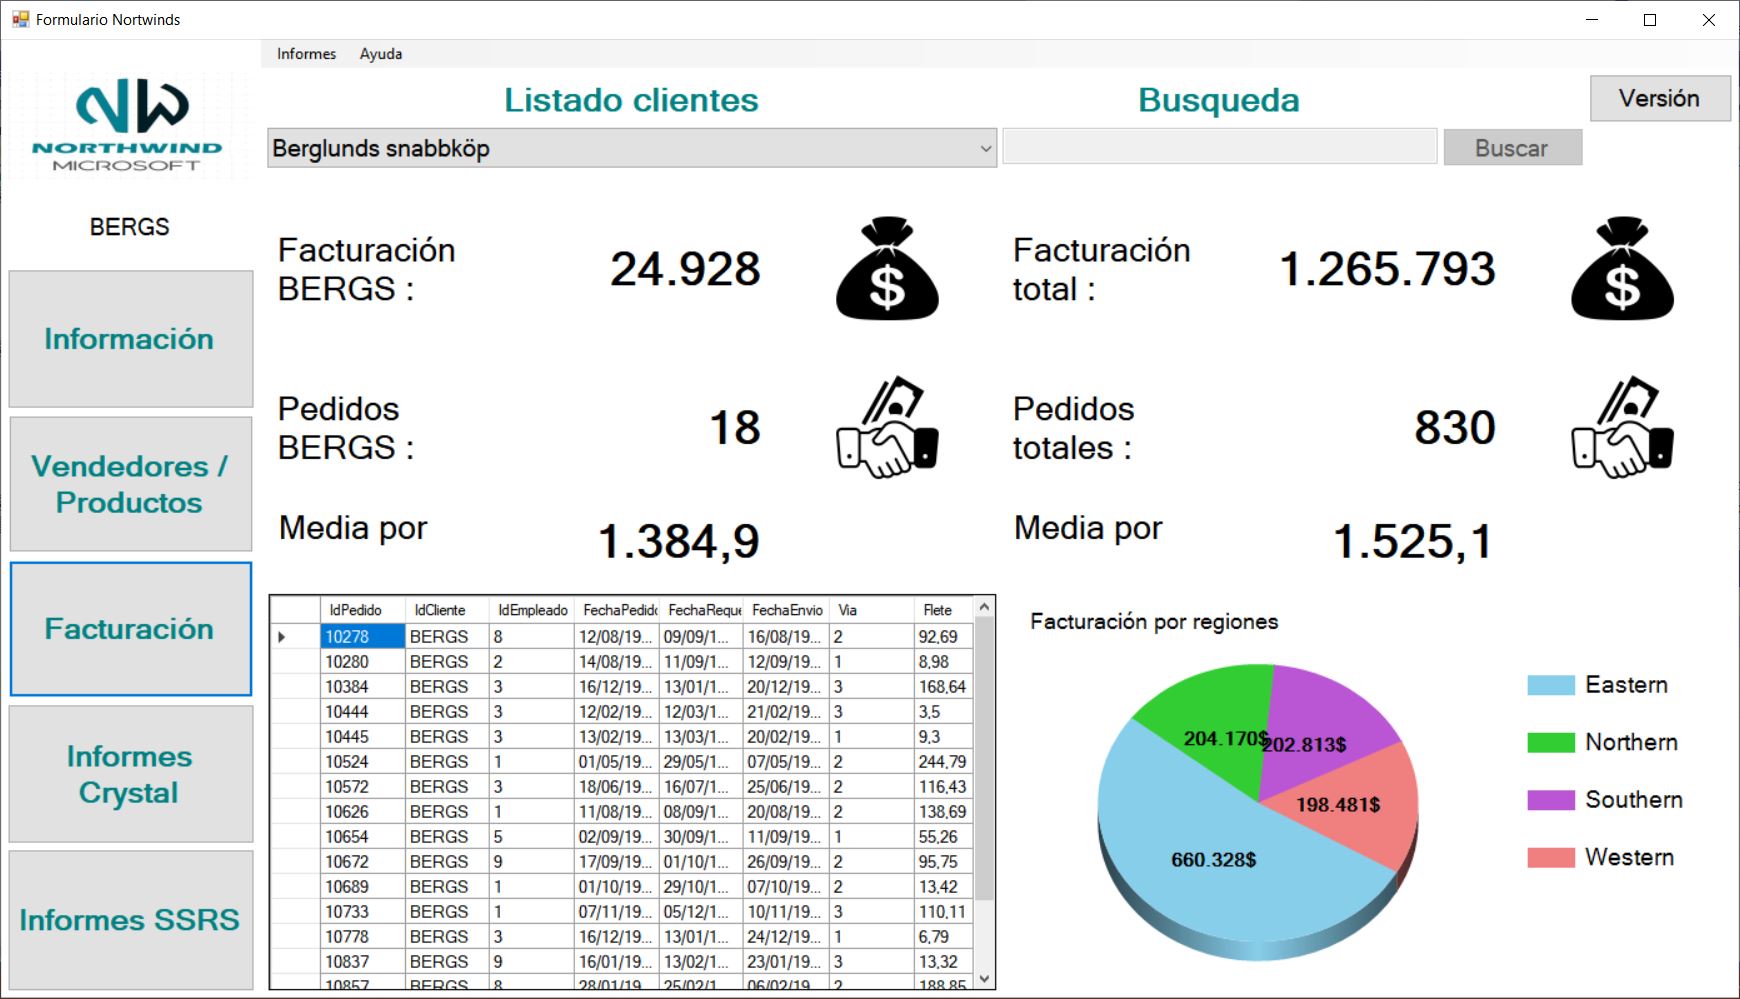 Formulario Nortwinds
Informes Ayuda
NW
NORTHWIND
MICROSOFT
Listado clientes
Busqueda
Versión
Berglunds snabbköp
Buscar
BERGS
Información
Vendedores /
Productos
Facturación
Informes
Crystal
Informes SSRS
Facturación
BERGS :
24.928
$
Facturación
total :
1.265.793
$
Pedidos
BERGS :
18
Pedidos
totales :
830
Media por
1.384,9
Media por
1.525,1
IdPedido IdCliente IdEmpleado FechaPedido FechaReque FechaEnvio Via Flete
10278 BERGS 8 12/08/19... 09/09/1... 16/08/19... 2 92,69
10280 BERGS 2 14/08/19... 11/09/1... 12/09/19... 1 8,98
10384 BERGS 3 16/12/19... 13/01/1... 20/12/19... 3 168,64
10444 BERGS 3 12/02/19... 12/03/1... 21/02/19... 3 3,5
10445 BERGS 3 13/02/19... 13/03/1... 20/02/19... 1 9,3
10524 BERGS 1 01/05/19... 29/05/1... 07/05/19... 2 244,79
10572 BERGS 3 18/06/19... 16/07/1... 25/06/19... 2 116,43
10626 BERGS 1 11/08/19... 08/09/1... 20/08/19... 2 138,69
10654 BERGS 5 02/09/19... 30/09/1... 11/09/19... 1 55,26
10672 BERGS 9 17/09/19... 01/10/1... 26/09/19... 2 95,75
10689 BERGS 1 01/10/19... 29/10/1... 07/10/19... 2 13,42
10733 BERGS 1 07/11/19... 05/12/1... 10/11/19... 3 110,11
10778 BERGS 3 16/12/19... 13/01/1... 24/12/19... 1 6,79
10837 BERGS 9 16/01/19... 13/02/1... 23/01/19... 3 13,32
10857 BERGS 8 28/01/19... 25/02/1... 06/02/19... 2 188,85
Facturación por regiones
204.170$
202.813$
198.481$
660.328$
Eastern
Northern
Southern
Western